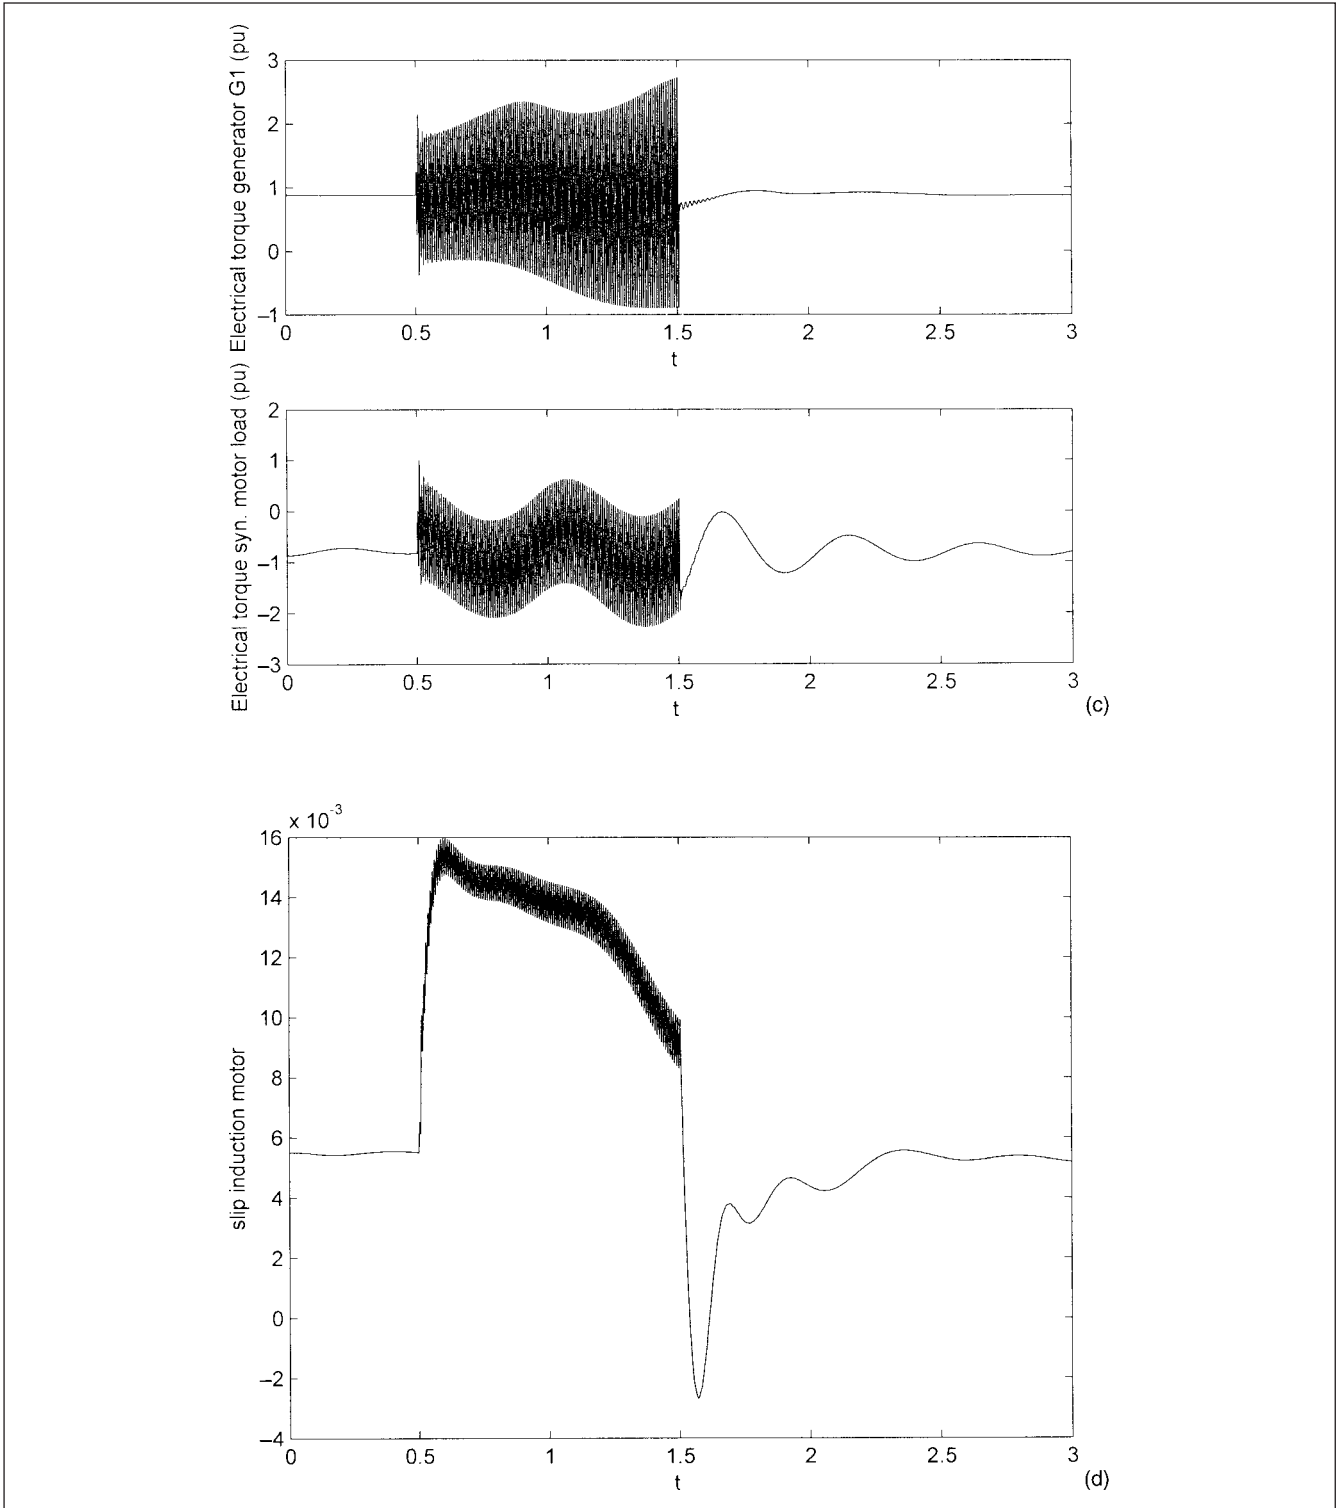 Electrical torque generator G1 (pu)
3
2
1
0
–1
0 0.5 1 1.5 2 2.5 3
t
Electrical torque syn. motor load (pu)
2
1
0
–1
–2
–3
0 0.5 1 1.5 2 2.5 3
t
(c)
x 10-3
slip induction motor
16
14
12
10
8
6
4
2
0
–2
–4
0 0.5 1 1.5 2 2.5 3
t
(d)